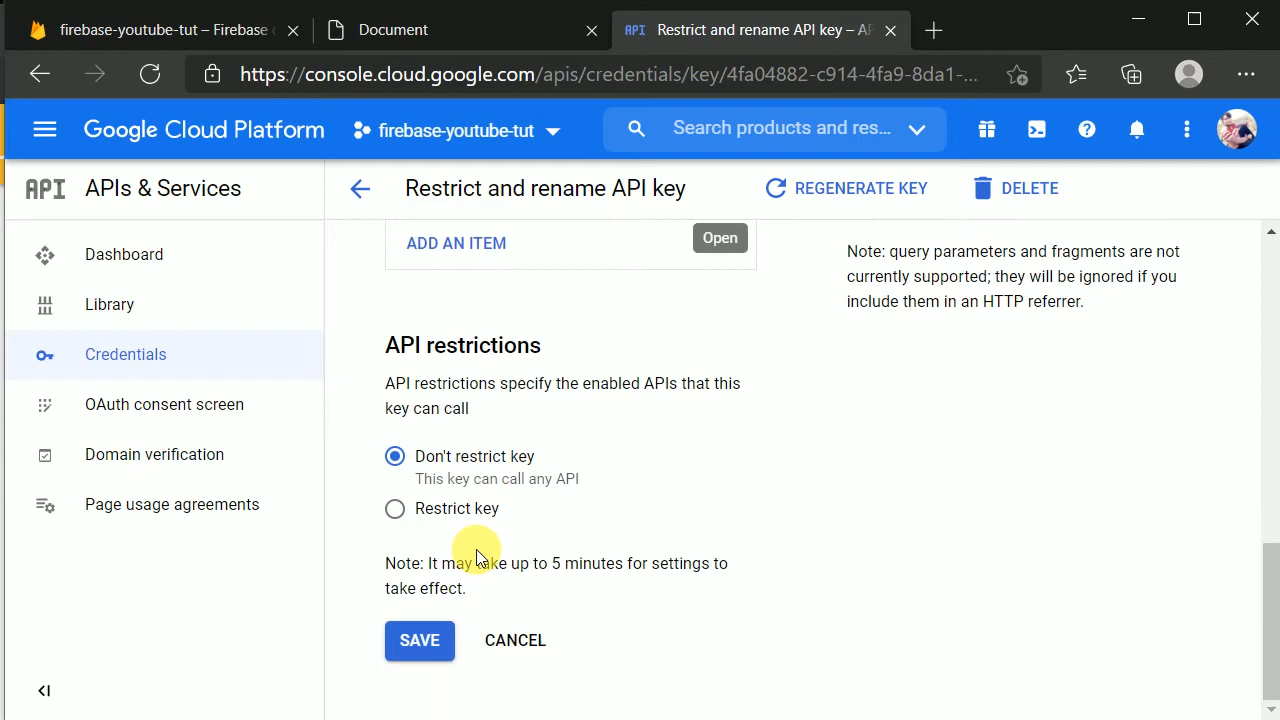 firebase-youtube-tut – Firebase
Document
API Restrict and rename API key – AP
https://console.cloud.google.com/apis/credentials/key/4fa04882-c914-4fa9-8da1-...
Google Cloud Platform
firebase-youtube-tut
Search products and res...
API APIs & Services
Restrict and rename API key
REGENERATE KEY
DELETE
Dashboard
Library
Credentials
OAuth consent screen
Domain verification
Page usage agreements
ADD AN ITEM
Open
Note: query parameters and fragments are not
currently supported; they will be ignored if you
include them in an HTTP referrer.
API restrictions
API restrictions specify the enabled APIs that this
key can call
Don't restrict key
This key can call any API
Restrict key
Note: It may take up to 5 minutes for settings to
take effect.
SAVE
CANCEL